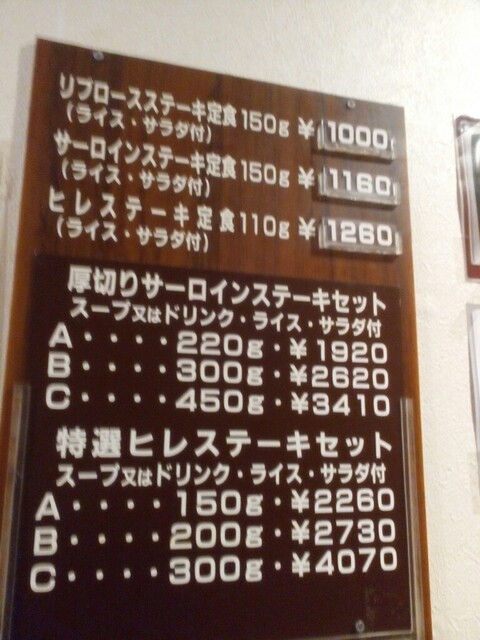 リブロースステーキ定食150g ¥1000
(ライス・サラダ付)
サーロインステーキ定食150g ¥1160
(ライス・サラダ付)
ヒレステーキ定食110g ¥1260
(ライス・サラダ付)
厚切りサーロインステーキセット
スープ又はドリンク・ライス・サラダ付
A・・・・220g・¥1920
B・・・・300g・¥2620
C・・・・450g・¥3410
特選ヒレステーキセット
スープ又はドリンク・ライス・サラダ付
A・・・・150g・¥2260
B・・・・200g・¥2730
C・・・・300g・¥4070